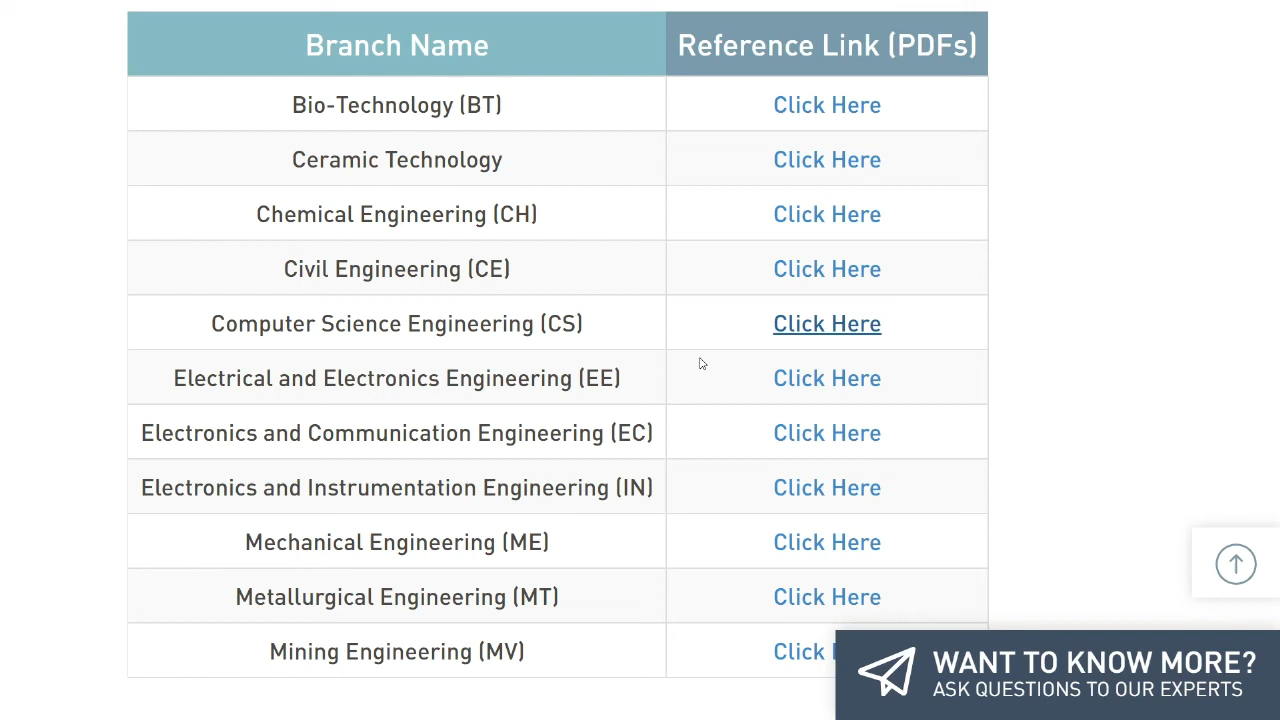 Branch Name Reference Link (PDFs)
Bio-Technology (BT) Click Here
Ceramic Technology Click Here
Chemical Engineering (CH) Click Here
Civil Engineering (CE) Click Here
Computer Science Engineering (CS) Click Here
Electrical and Electronics Engineering (EE) Click Here
Electronics and Communication Engineering (EC) Click Here
Electronics and Instrumentation Engineering (IN) Click Here
Mechanical Engineering (ME) Click Here
Metallurgical Engineering (MT) Click Here
Mining Engineering (MV) Click
WANT TO KNOW MORE?
ASK QUESTIONS TO OUR EXPERTS